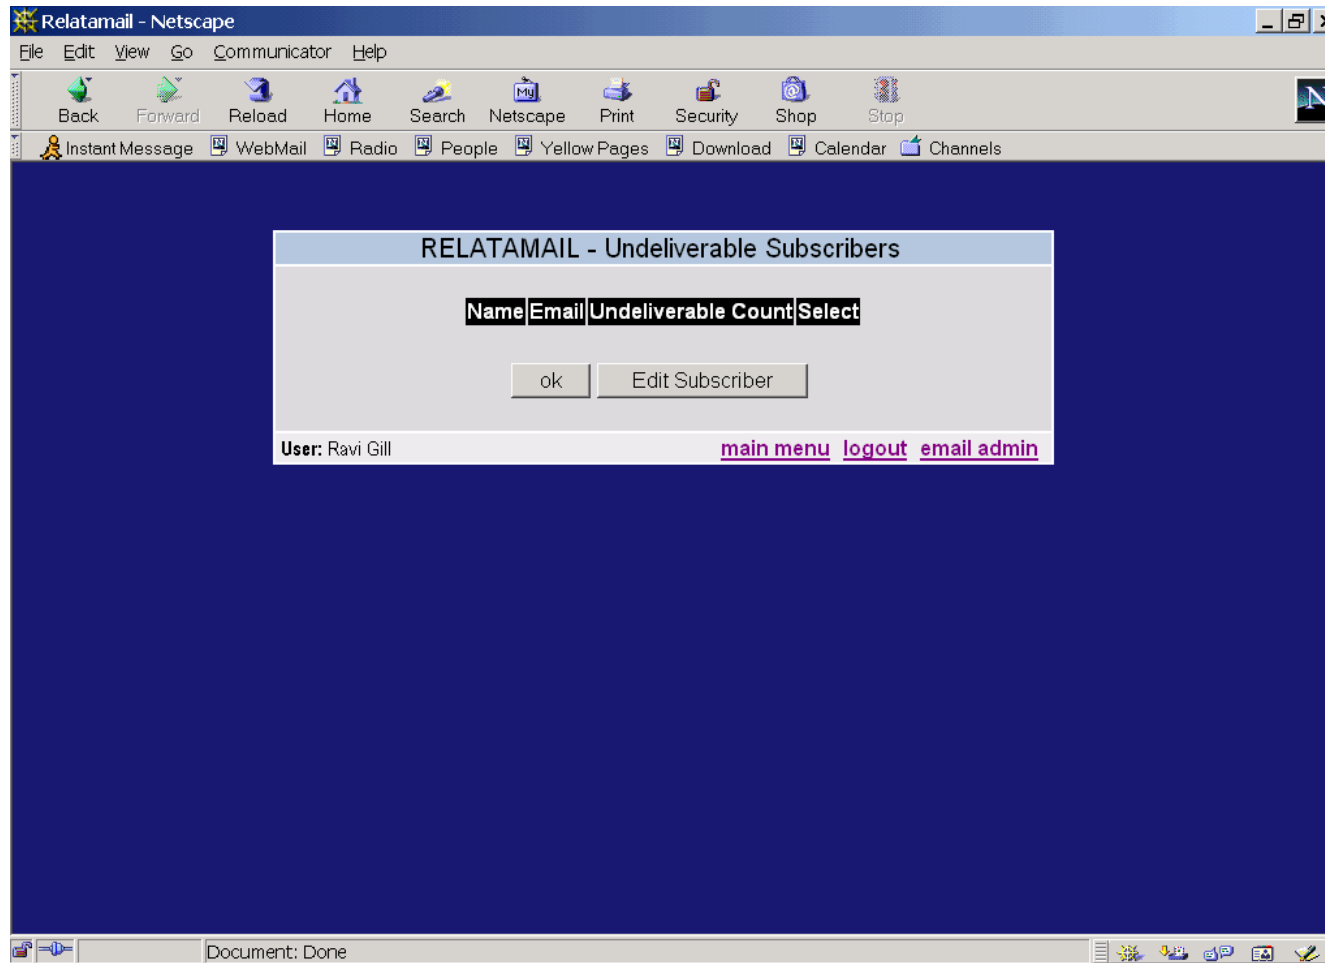 Relatamail - Netscape
File Edit View Go Communicator Help
Back Forward Reload Home Search Netscape Print Security Shop Stop
Instant Message WebMail Radio People Yellow Pages Download Calendar Channels
RELATAMAIL - Undeliverable Subscribers
Name Email Undeliverable Count Select
ok Edit Subscriber
User: Ravi Gill main menu logout email admin
Document: Done